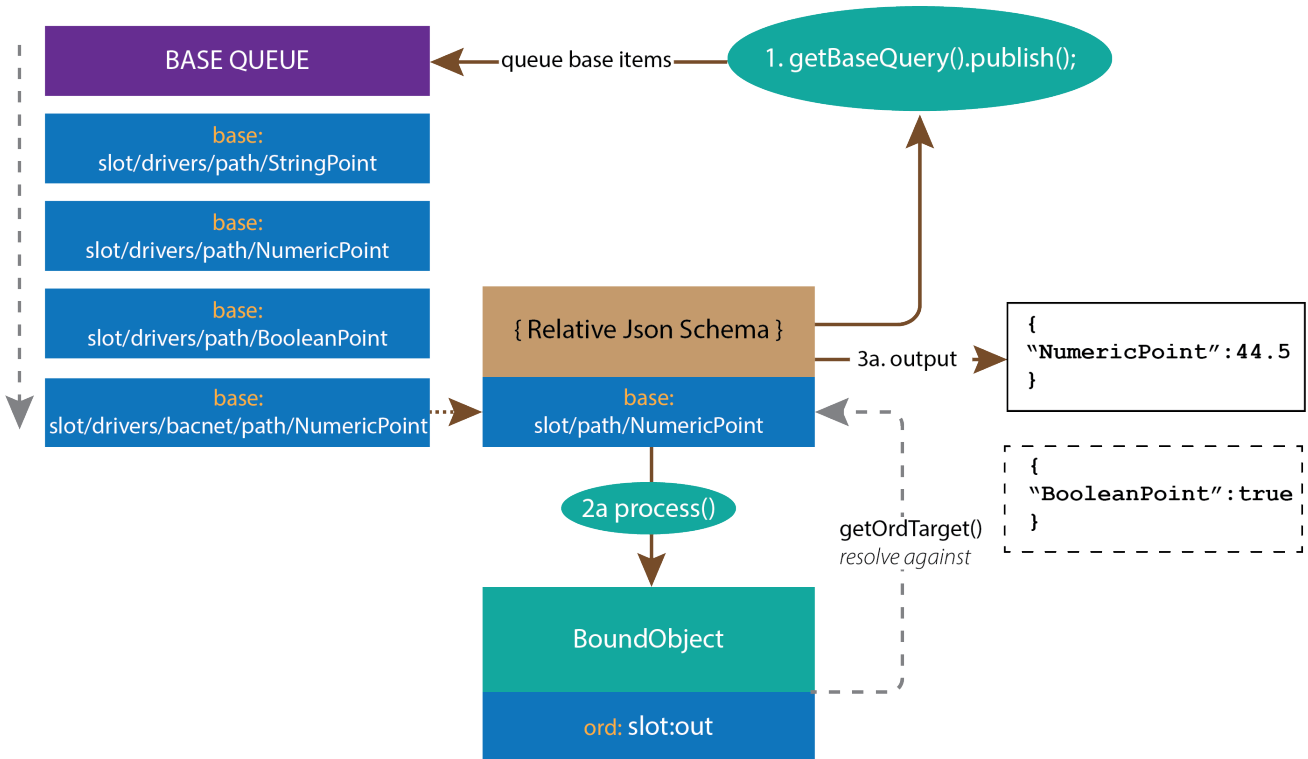 BASE QUEUE
queue base items
1. getBaseQuery().publish();
base:
slot/drivers/path/StringPoint
base:
slot/drivers/path/NumericPoint
base:
slot/drivers/path/BooleanPoint
base:
slot/drivers/bacnet/path/NumericPoint
{ Relative Json Schema }
base:
slot/path/NumericPoint
3a. output
{
“NumericPoint”:44.5
}
{
“BooleanPoint”:true
}
2a process()
getOrdTarget()
resolve against
BoundObject
ord: slot:out